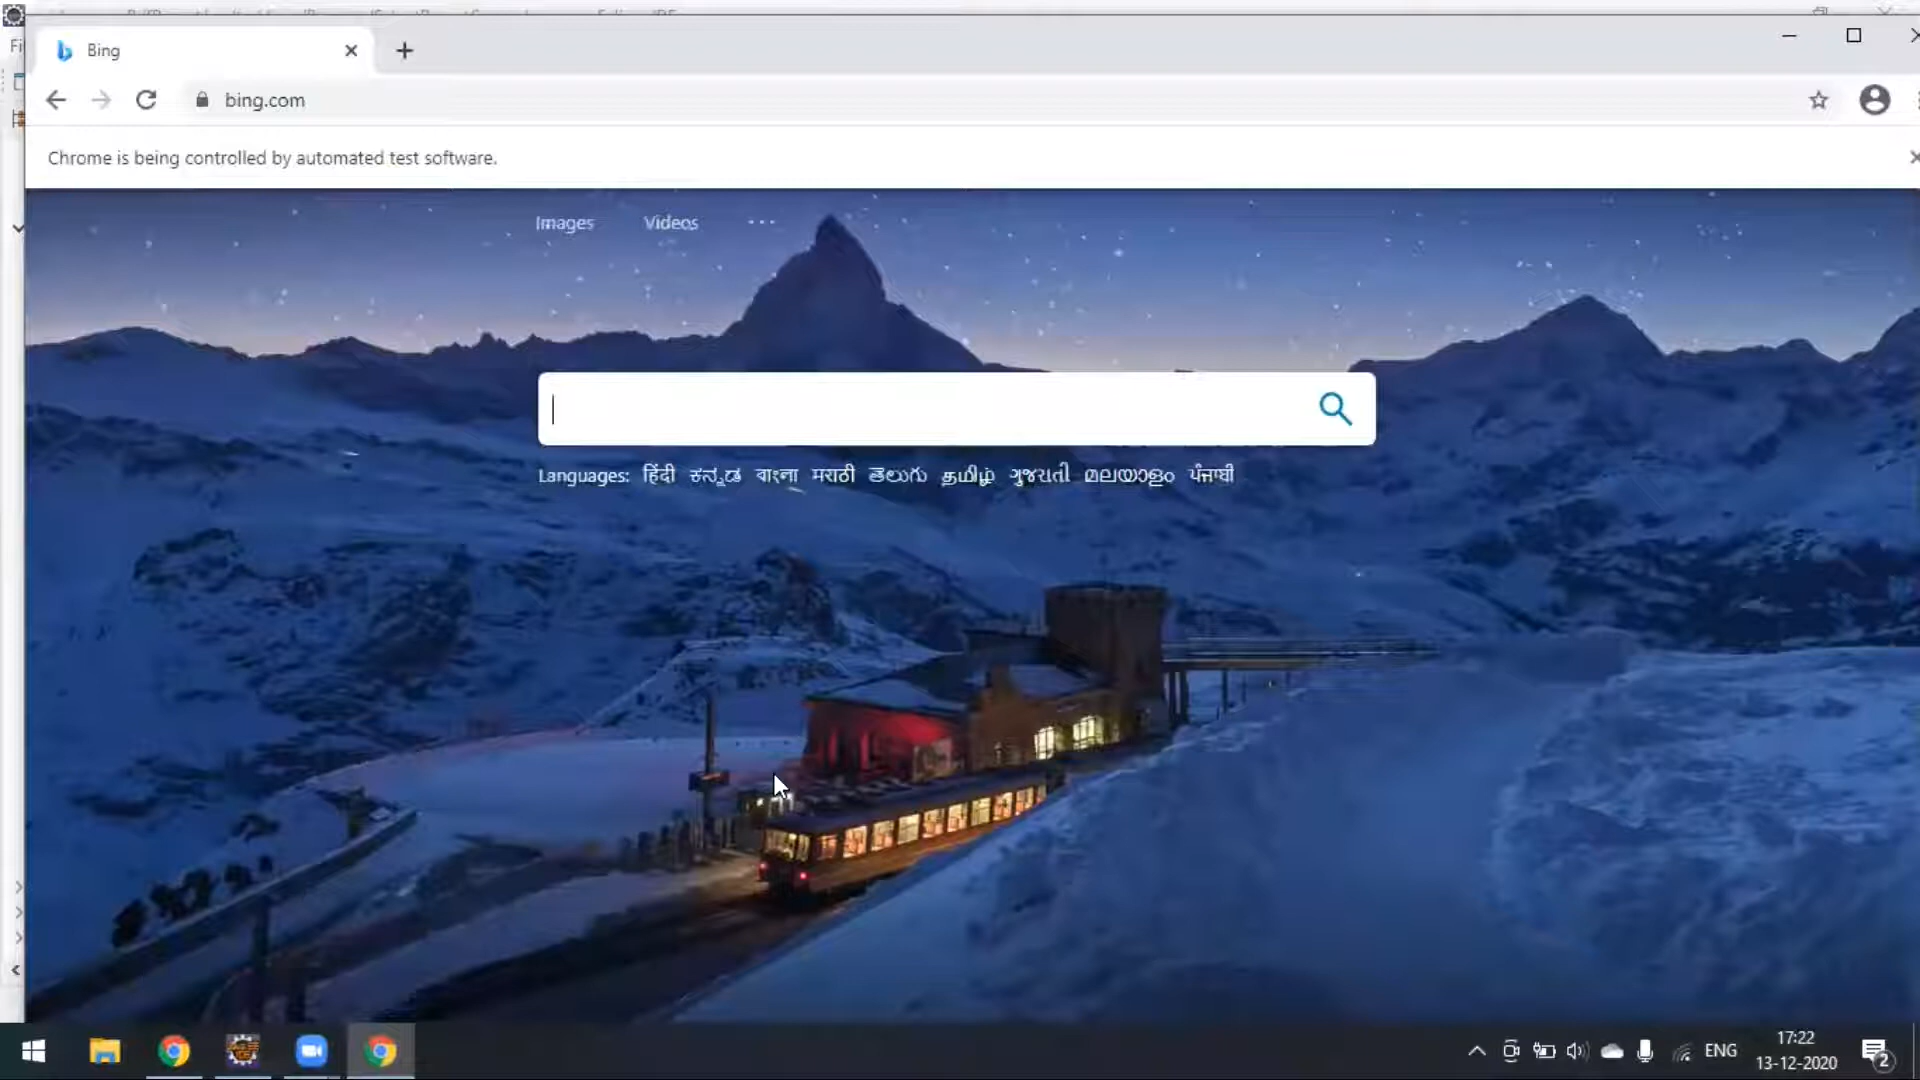 Bing
bing.com
Chrome is being controlled by automated test software.
Images Videos
Languages: हिंदी ಕನ್ನಡ বাংলা मराठी తెలుగు தமிழ் ગુજરાતી മലയാളം ਪੰਜਾਬੀ
ENG
17:22
13-12-2020
2